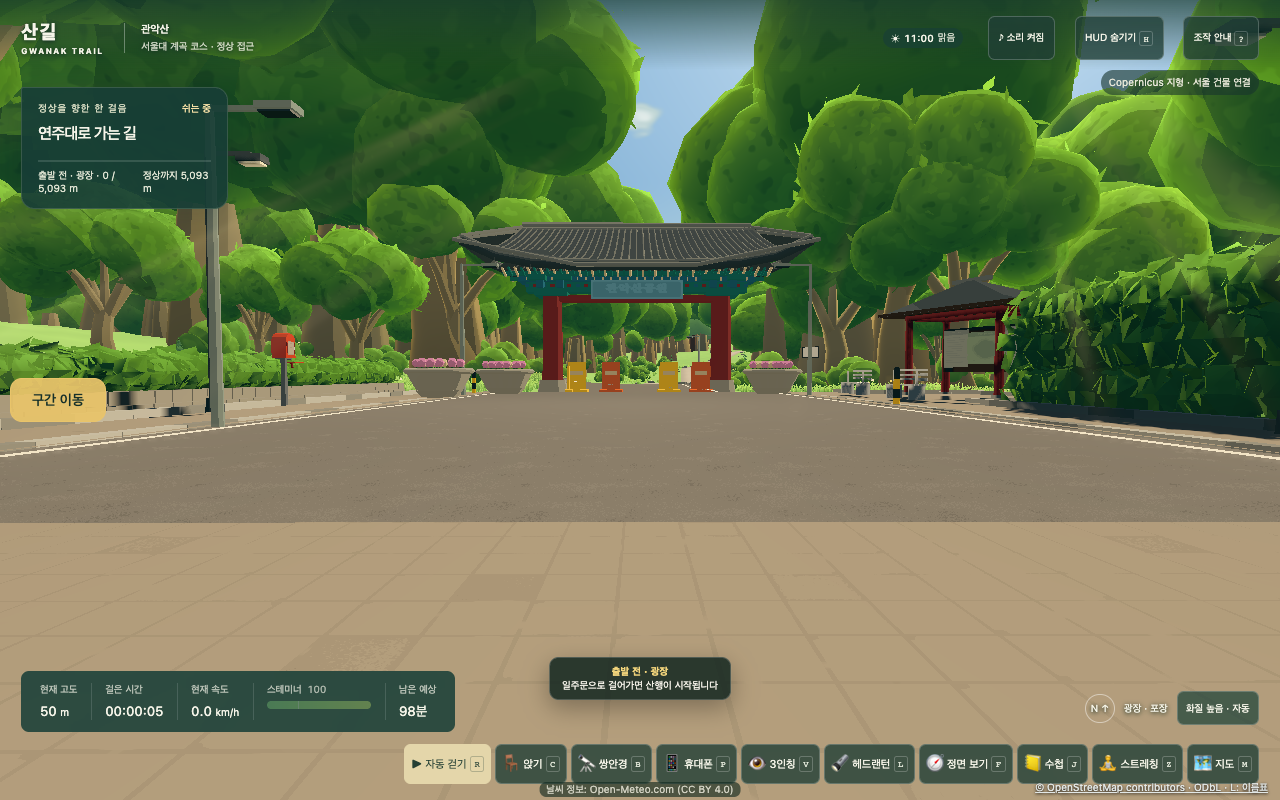 산길
GWANAK TRAIL
관악산
서울대 계곡 코스 · 정상 접근
☀ 11:00 맑음
♪ 소리 켜짐
HUD 숨기기 H
조작 안내 ?
Copernicus 지형 · 서울 건물 연결
정상을 향한 한 걸음
쉬는 중
연주대로 가는 길
출발 전 · 광장 · 0 /
5,093 m
정상까지 5,093
m
구간 이동
출발 전 · 광장
일주문으로 걸어가면 산행이 시작됩니다
현재 고도
50 m
걸은 시간
00:00:05
현재 속도
0.0 km/h
스태미너 100
남은 예상
98분
N ↑
광장 · 포장
화질 높음 · 자동
▶ 자동 걷기 R
앉기 C
쌍안경 B
휴대폰 P
3인칭 V
헤드랜턴 L
정면 보기 F
수첩 J
스트레칭 Z
지도 M
날씨 정보: Open-Meteo.com (CC BY 4.0)
© OpenStreetMap contributors · ODbL · L: 이름표